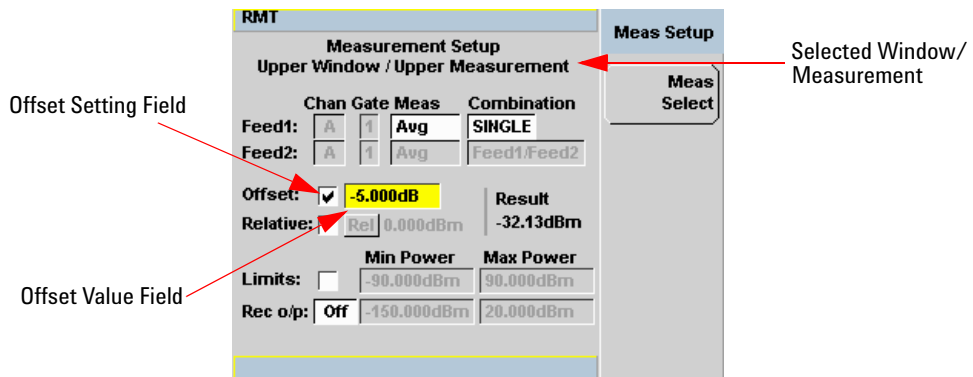 RMT
Meas Setup
Measurement Setup
Upper Window / Upper Measurement
Selected Window/
Measurement
Meas
Select
Offset Setting Field
Chan Gate Meas Combination
Feed1: A 1 Avg SINGLE
Feed2: A 1 Avg Feed1/Feed2
Offset: -5.000dB Result
Relative: Rel 0.000dBm -32.13dBm
Min Power Max Power
Limits: -90.000dBm 90.000dBm
Offset Value Field
Rec o/p: Off -150.000dBm 20.000dBm